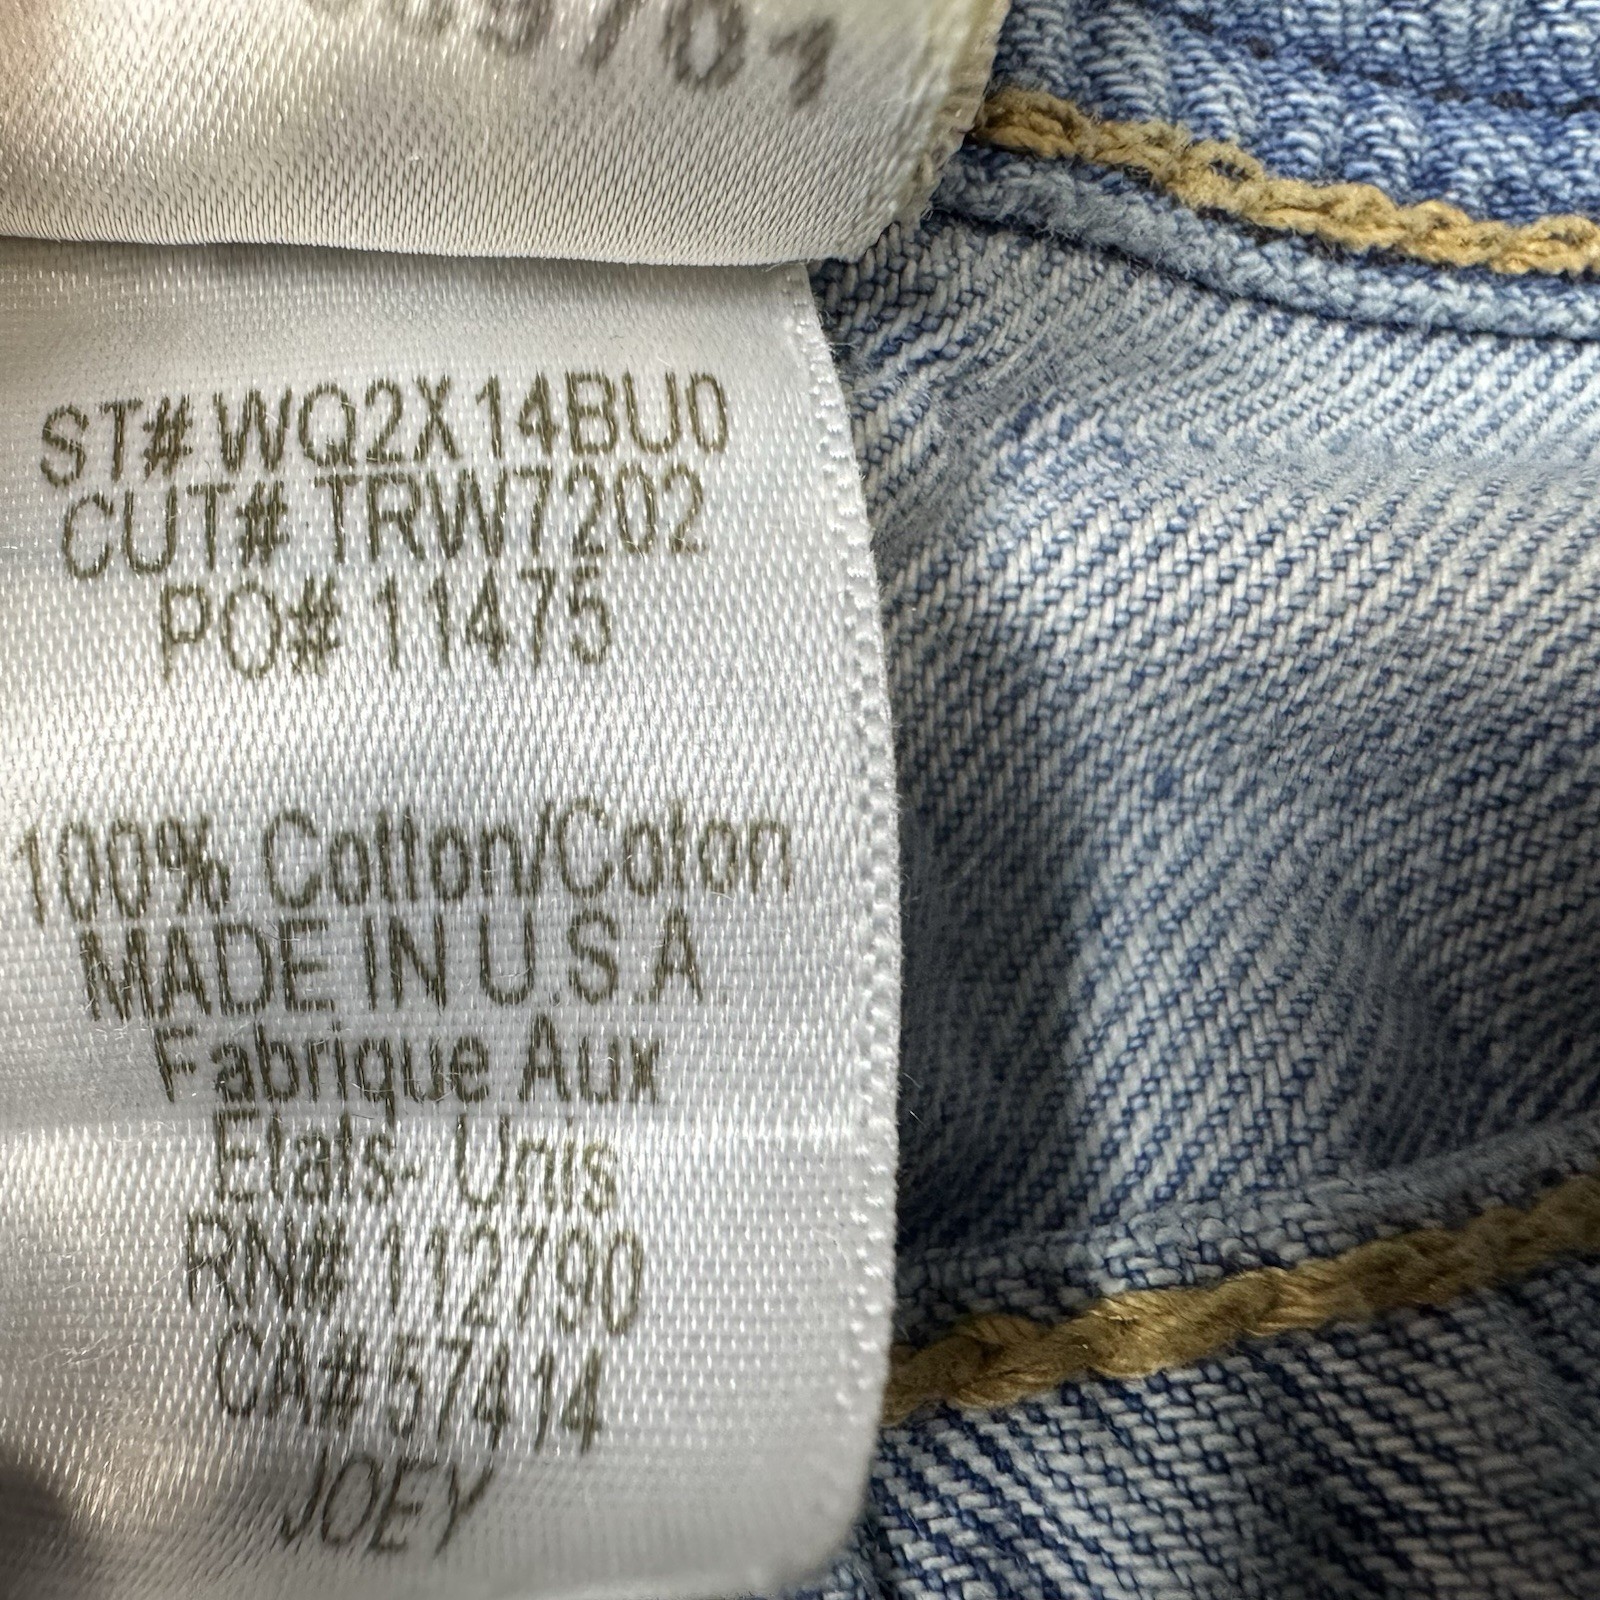 701
ST# WQ2X14BU0
CUT# TRW7202
PO# 11475
100% Cotton/Coton
MADE IN U.S.A
Fabrique Aux
Etats- Unis
RN# 112790
CA# 57414
JOEY